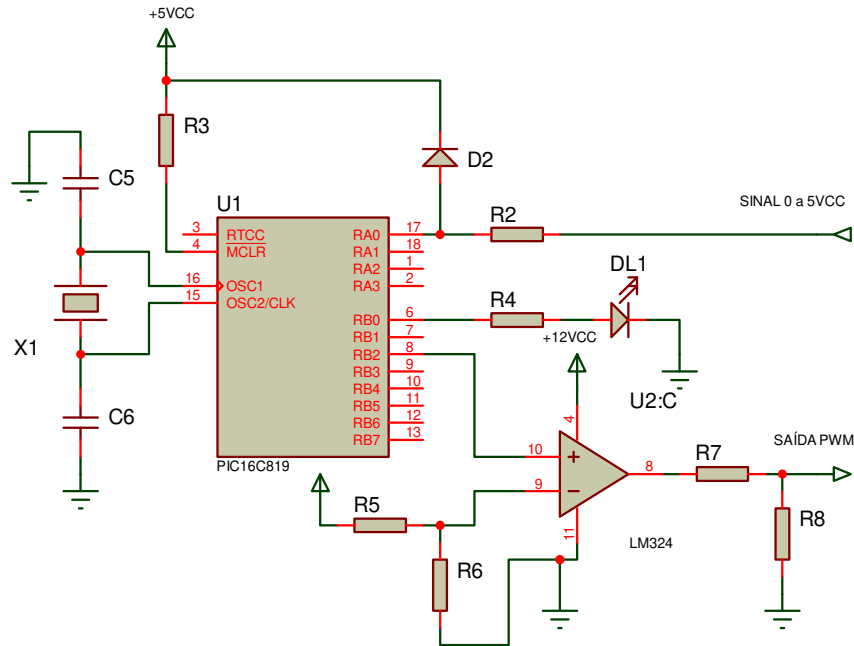 +5VCC
R3
C5
D2
U1
R2
SINAL 0 a 5VCC
3 RTCC
4 MCLR
16 OSC1
15 OSC2/CLK
RA0 17
RA1 18
RA2 1
RA3 2
RB0 6
RB1 7
RB2 8
RB3 9
RB4 10
RB5 11
RB6 12
RB7 13
PIC16C819
X1
C6
R4
DL1
+12VCC
U2:C
4
10
9
8
11
+
−
LM324
R7
SAÍDA PWM
R8
R5
R6